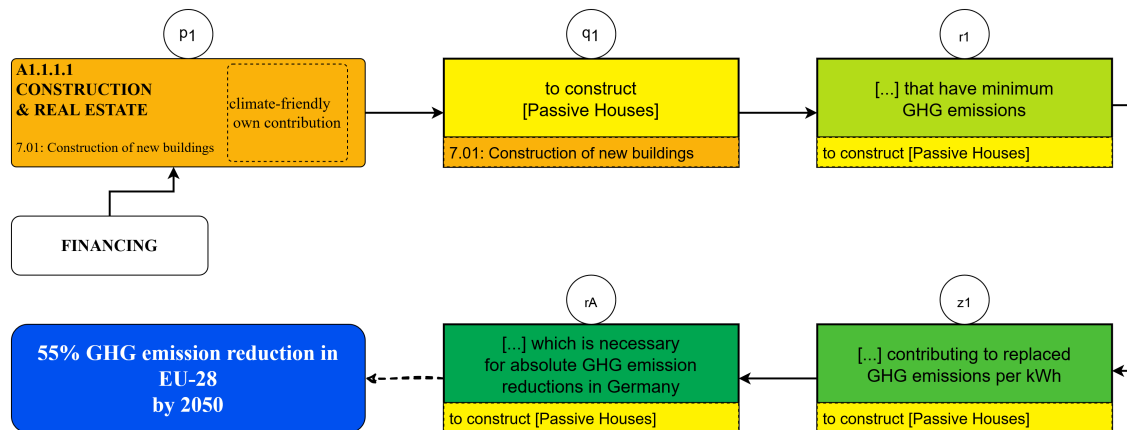 p1
q1
r1
A1.1.1.1
CONSTRUCTION
& REAL ESTATE
climate-friendly
own contribution
7.01: Construction of new buildings
to construct
[Passive Houses]
7.01: Construction of new buildings
[...] that have minimum
GHG emissions
to construct [Passive Houses]
FINANCING
rA
z1
55% GHG emission reduction in
EU-28
by 2050
[...] which is necessary
for absolute GHG emission
reductions in Germany
to construct [Passive Houses]
[...] contributing to replaced
GHG emissions per kWh
to construct [Passive Houses]